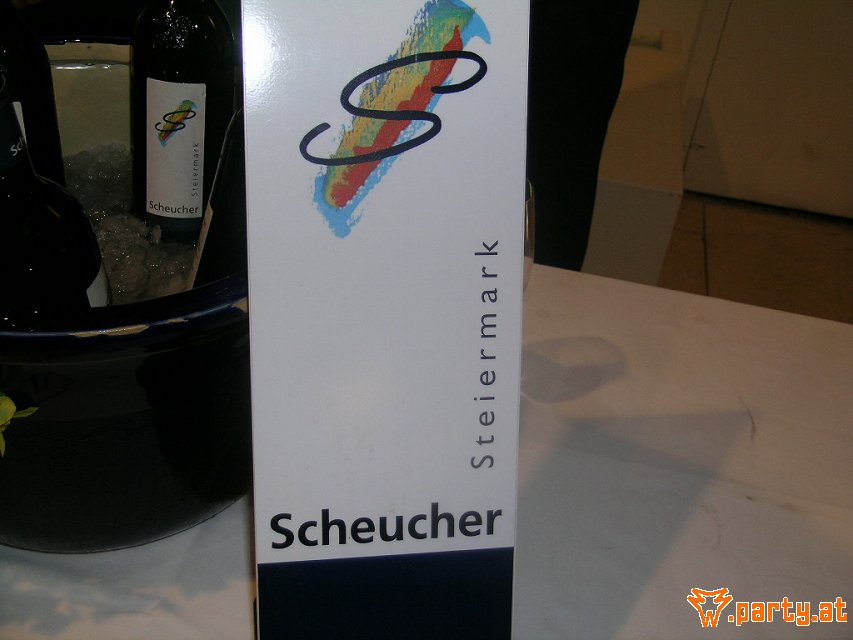 S
Steiermark
Scheucher
S
Steiermark
Scheucher
.party.at